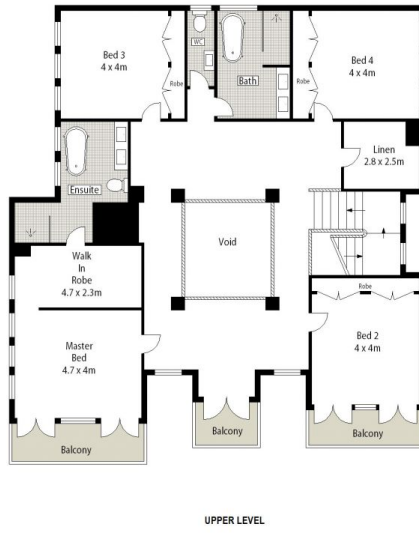 Bed 3
4 x 4m
Robe
WC
Bath
Robe
Bed 4
4 x 4m
Linen
2.8 x 2.5m
Ensuite
Walk
In
Robe
4.7 x 2.3m
Void
Robe
Bed 2
4 x 4m
Master
Bed
4.7 x 4m
Balcony
Balcony
Balcony
UPPER LEVEL